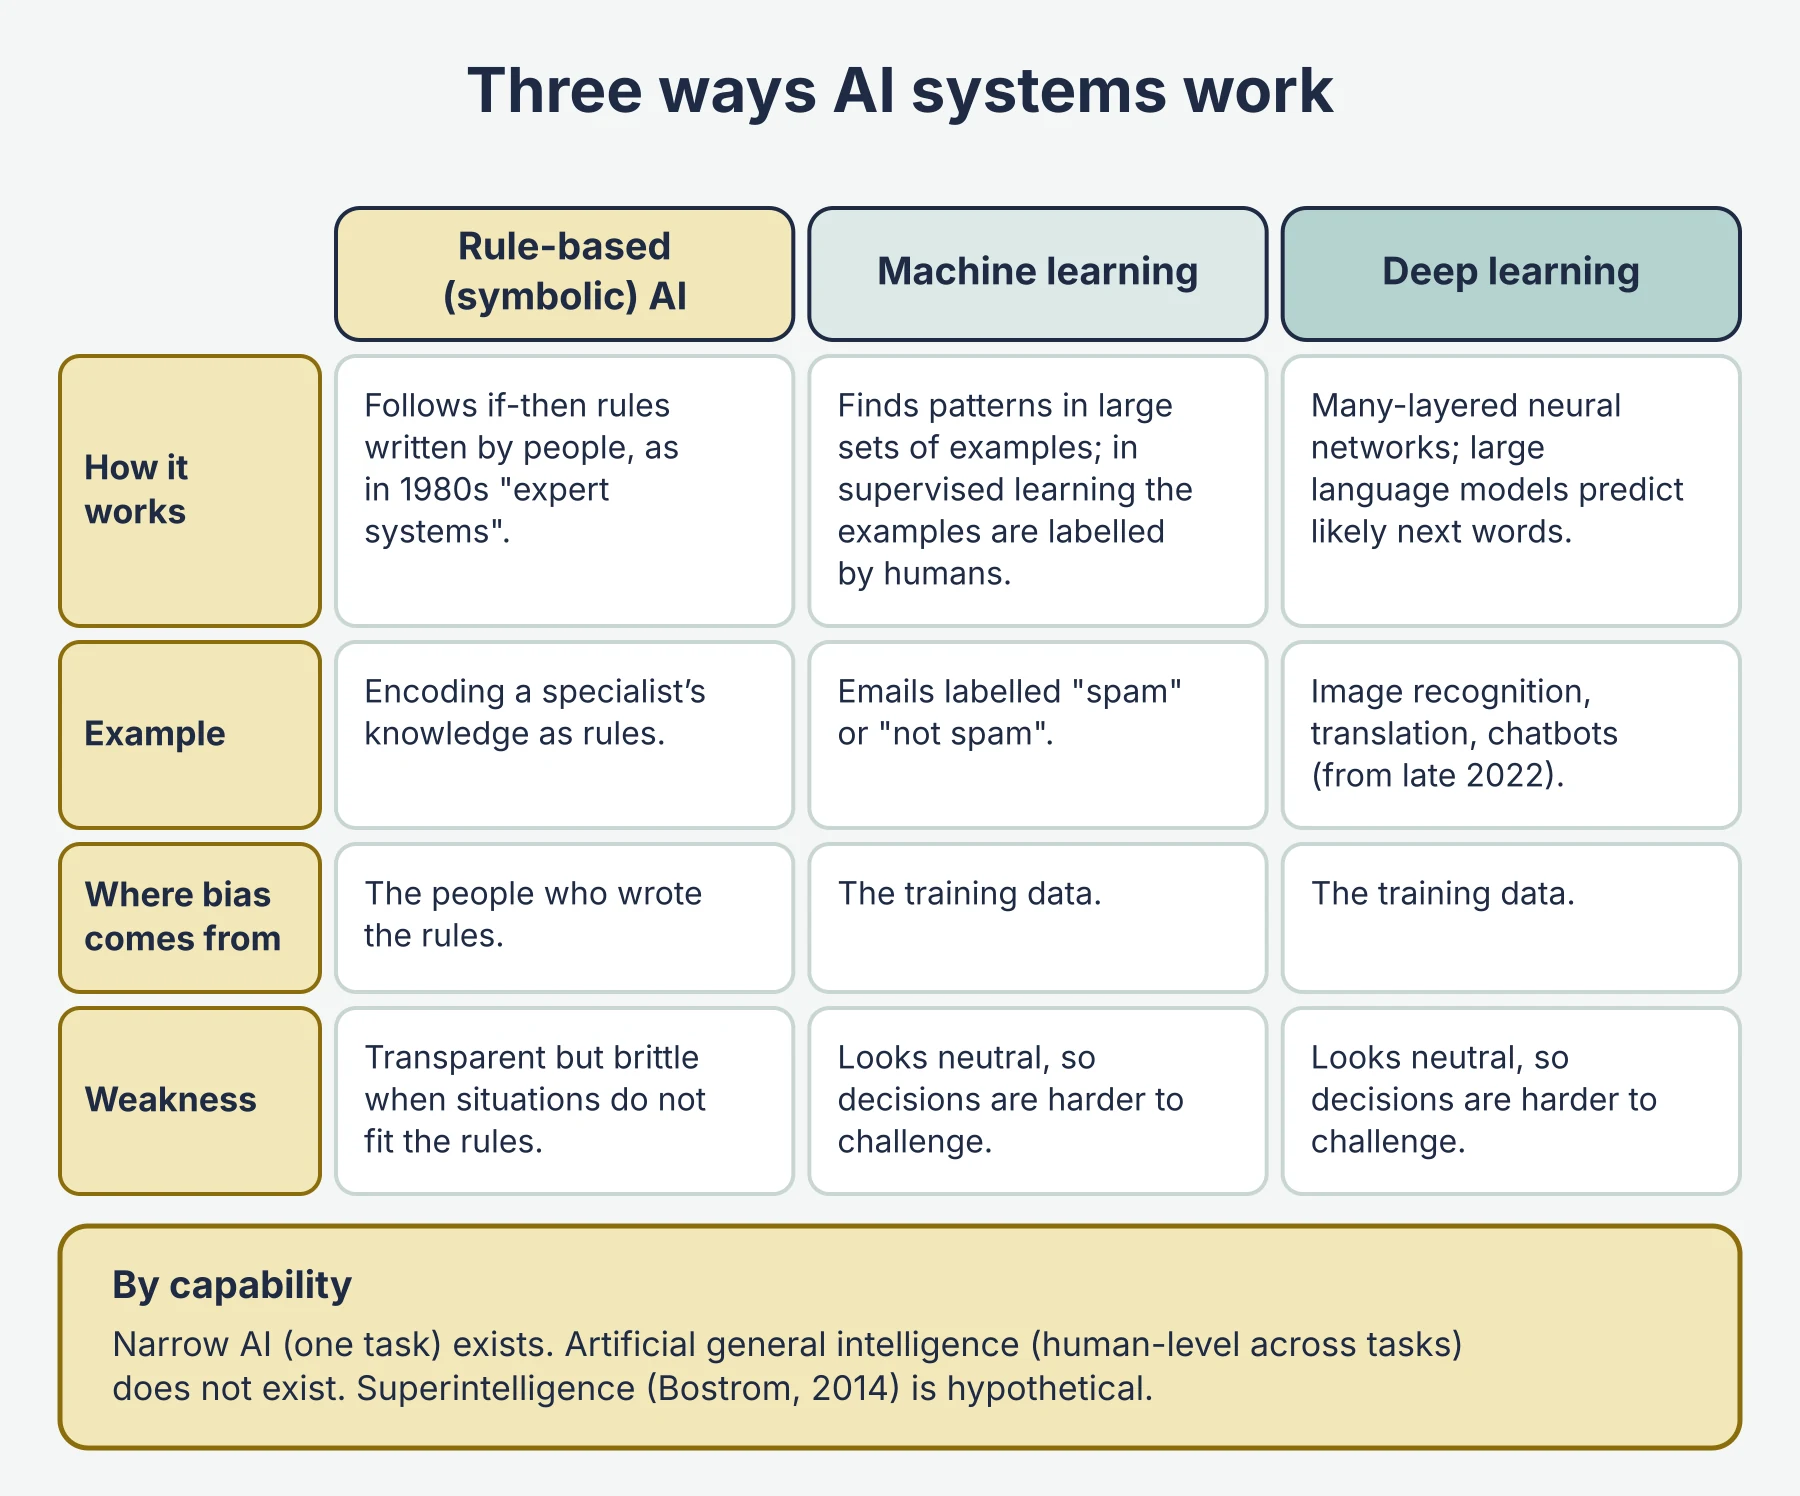 Three ways AI systems work
Rule-based
(symbolic) AI
Machine learning
Deep learning
How it
works
Follows if-then rules
written by people, as
in 1980s "expert
systems".
Finds patterns in large
sets of examples; in
supervised learning the
examples are labelled
by humans.
Many-layered neural
networks; large
language models predict
likely next words.
Example
Encoding a specialist’s
knowledge as rules.
Emails labelled "spam"
or "not spam".
Image recognition,
translation, chatbots
(from late 2022).
Where bias
comes from
The people who wrote
the rules.
The training data.
The training data.
Weakness
Transparent but brittle
when situations do not
fit the rules.
Looks neutral, so
decisions are harder to
challenge.
Looks neutral, so
decisions are harder to
challenge.
By capability
Narrow AI (one task) exists. Artificial general intelligence (human-level across tasks)
does not exist. Superintelligence (Bostrom, 2014) is hypothetical.